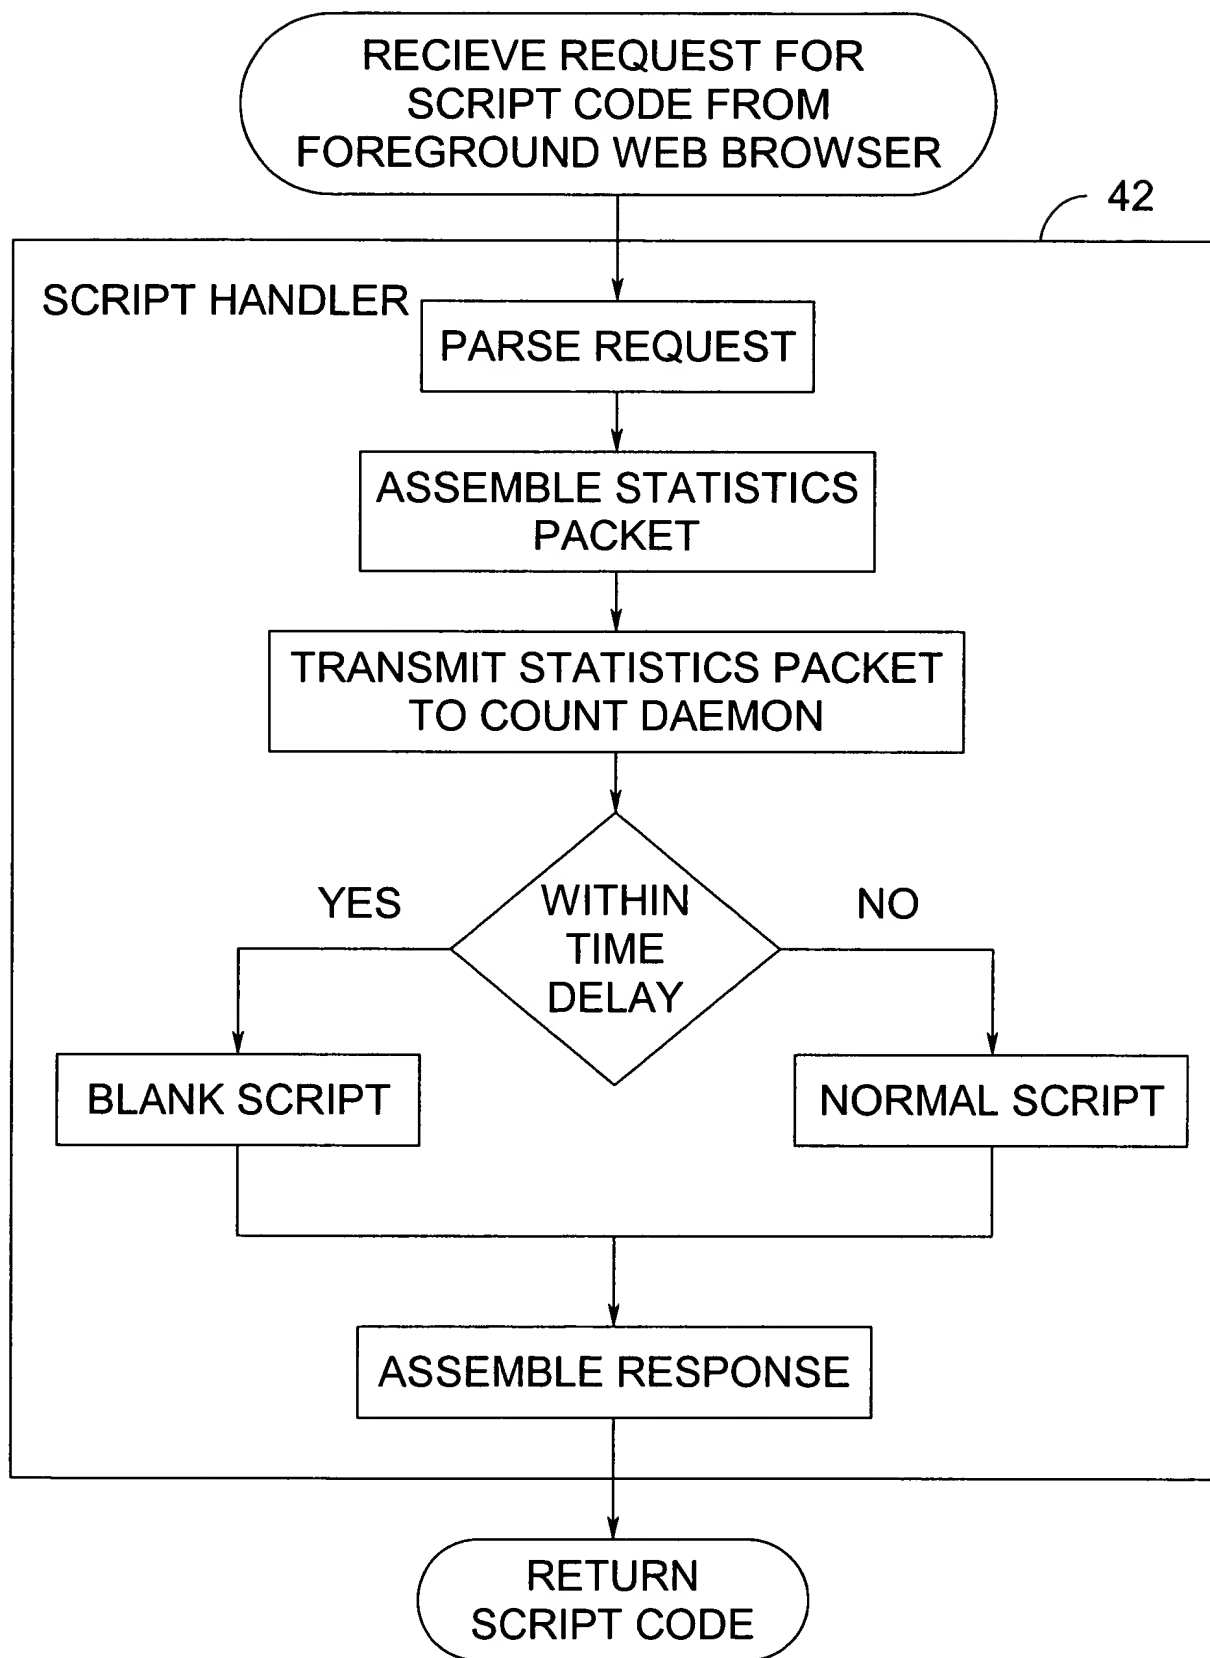 RECIEVE REQUEST FOR
SCRIPT CODE FROM
FOREGROUND WEB BROWSER
42
SCRIPT HANDLER
PARSE REQUEST
ASSEMBLE STATISTICS
PACKET
TRANSMIT STATISTICS PACKET
TO COUNT DAEMON
YES
WITHIN
TIME
DELAY
NO
BLANK SCRIPT
NORMAL SCRIPT
ASSEMBLE RESPONSE
RETURN
SCRIPT CODE